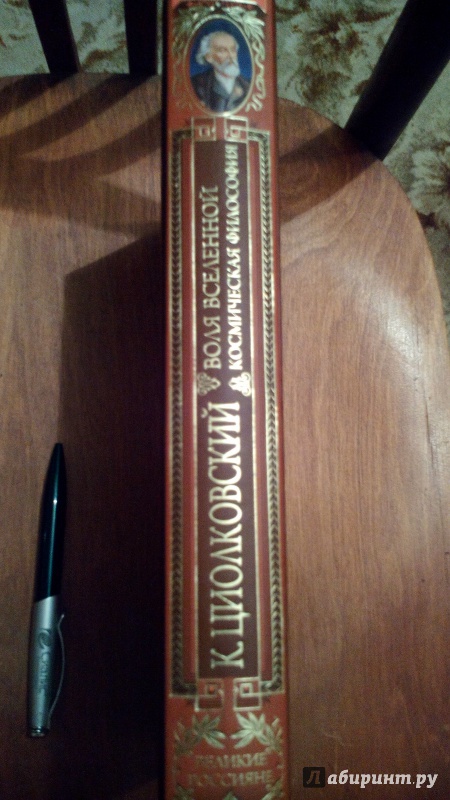 К. ЦИОЛКОВСКИЙ
ВОЛЯ ВСЕЛЕННОЙ
КОСМИЧЕСКАЯ ФИЛОСОФИЯ
ВЕЛИКИЕ
РОССИЯНЕ
Лабиринт.ру